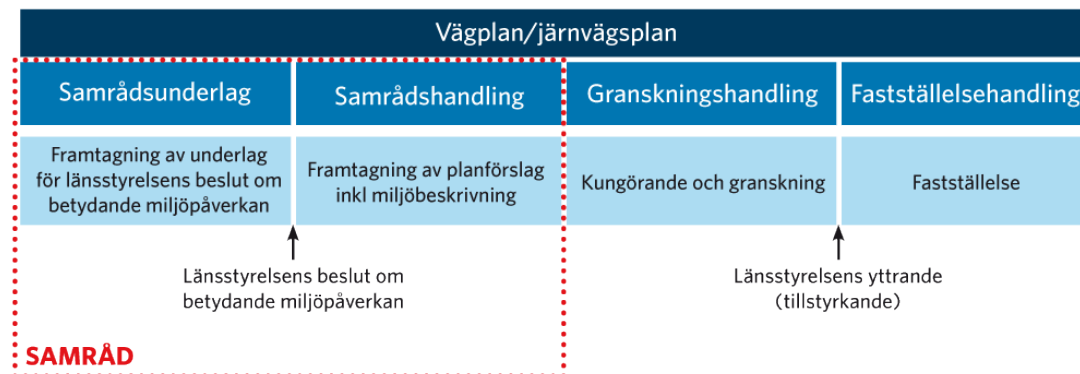 Vägplan/järnvägsplan
Samrådsunderlag
Samrådshandling
Granskningshandling
Fastställelsehandling
Framtagning av underlag
för länsstyrelsens beslut om
betydande miljöpåverkan
Framtagning av planförslag
inkl miljöbeskrivning
Kungörande och granskning
Fastställelse
Länsstyrelsens beslut om
betydande miljöpåverkan
Länsstyrelsens yttrande
(tillstyrkande)
SAMRÅD